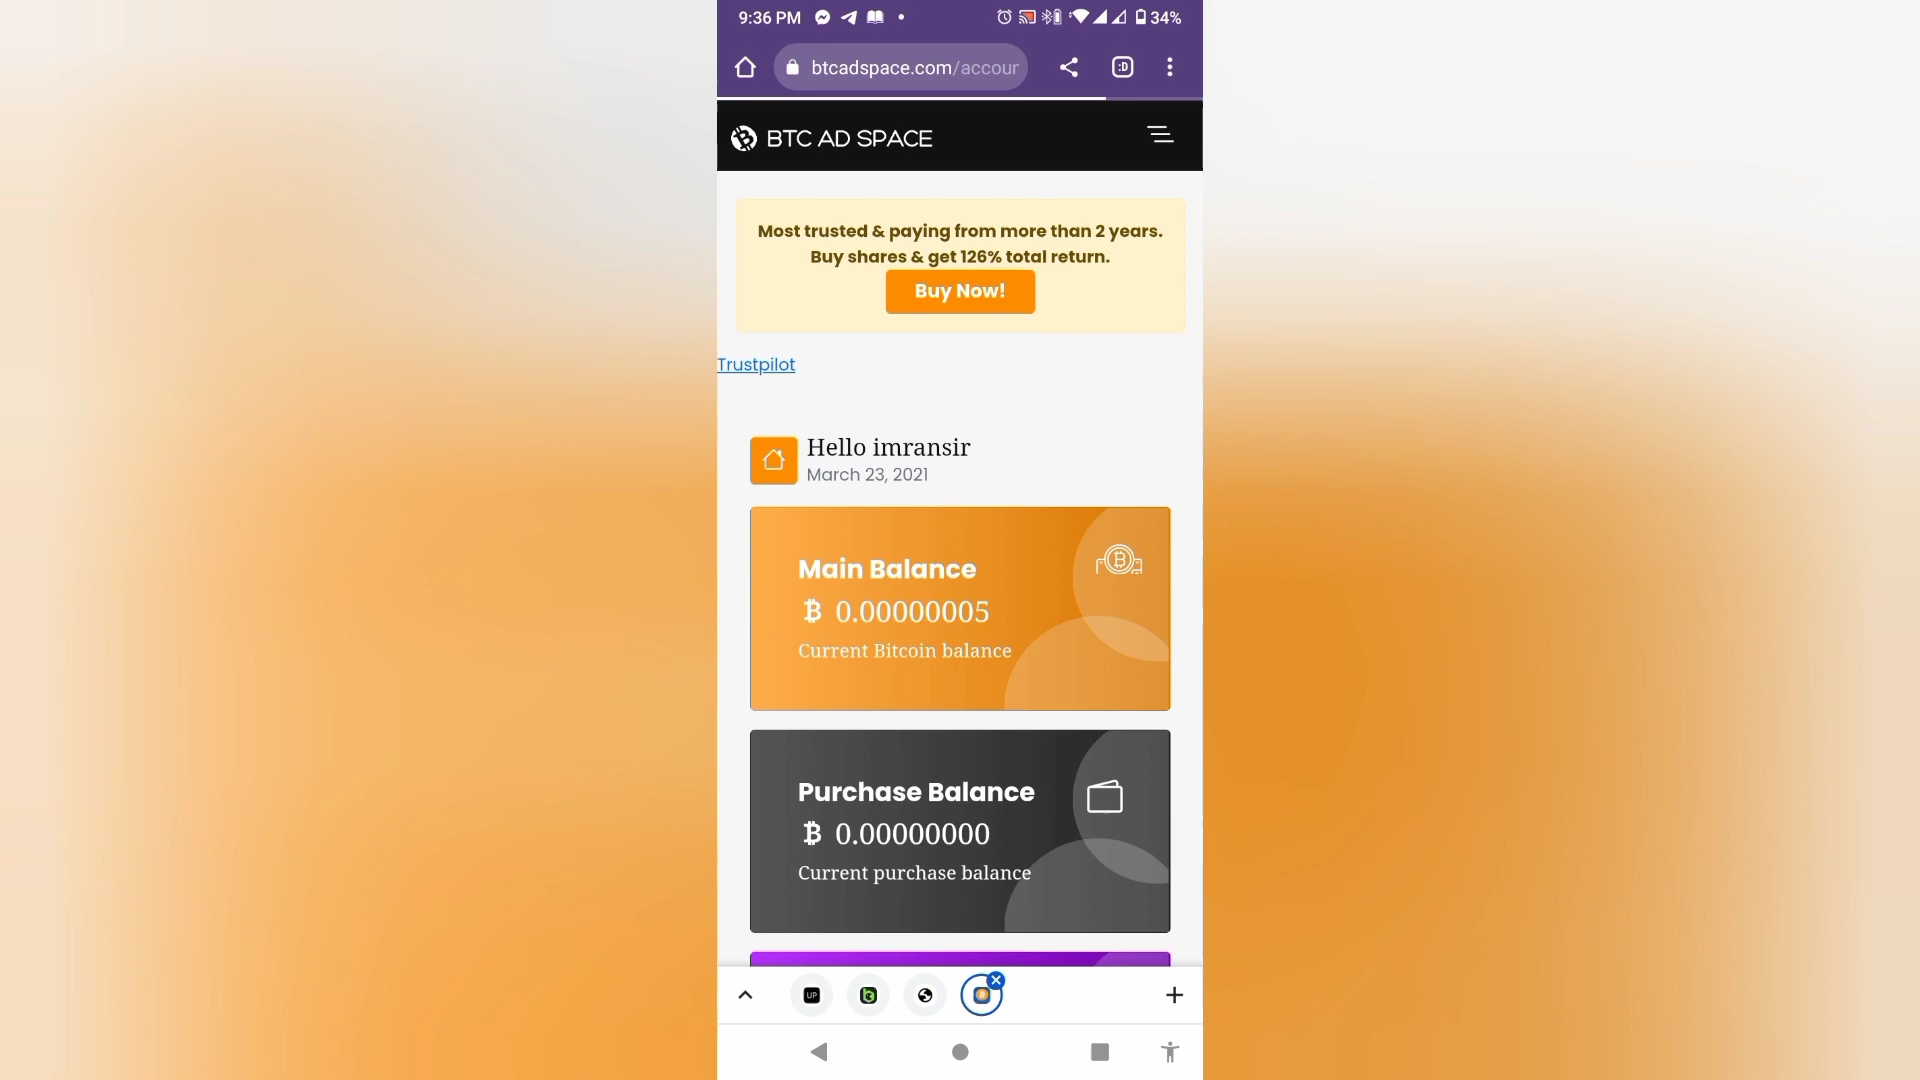 9:36 PM
34%
btcadspace.com/accour
:D
BTC AD SPACE
Most trusted & paying from more than 2 years.
Buy shares & get 126% total return.
Buy Now!
Trustpilot
Hello imransir
March 23, 2021
Main Balance
₿ 0.00000005
Current Bitcoin balance
Purchase Balance
₿ 0.00000000
Current purchase balance
UP